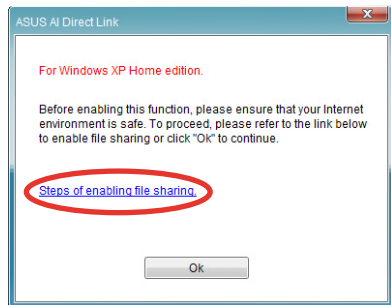 ASUS AI Direct Link
For Windows XP Home edition.
Before enabling this function, please ensure that your Internet
environment is safe. To proceed, please refer to the link below
to enable file sharing or click "Ok" to continue.
Steps of enabling file sharing.
Ok